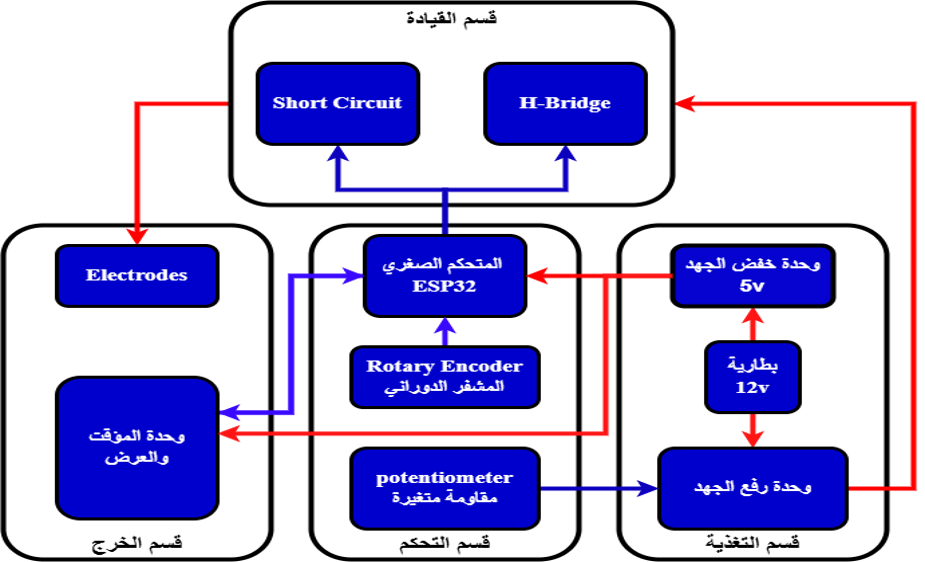 قسم القيادة
Short Circuit
H-Bridge
Electrodes
المتحكم الصغري
ESP32
وحدة خفض الجهد
5v
Rotary Encoder
المشفر الدوراني
بطارية
12v
وحدة المؤقت
والعرض
potentiometer
مقاومة متغيرة
وحدة رفع الجهد
قسم الخرج
قسم التحكم
قسم التغذية